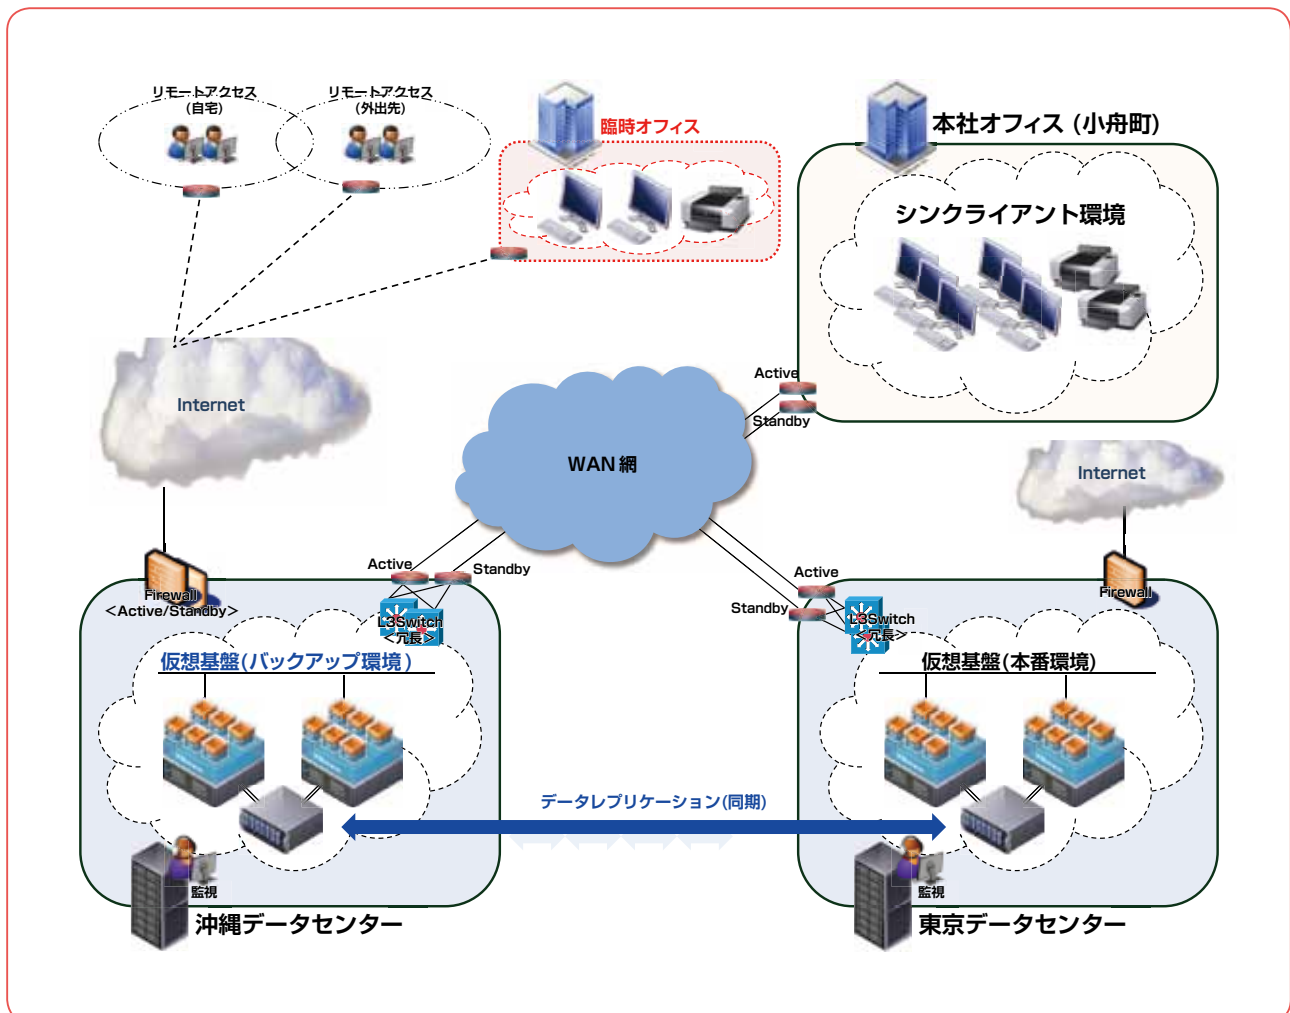 リモートアクセス
(自宅)
リモートアクセス
(外出先)
臨時オフィス
本社オフィス (小舟町)
シンクライアント環境
Internet
WAN 網
Active
Standby
Internet
Firewall
<Active/Standby>
Active
Standby
L3Switch
<冗長>
Active
Standby
L3Switch
<冗長>
Firewall
仮想基盤(バックアップ環境)
仮想基盤(本番環境)
データレプリケーション(同期)
監視
沖縄データセンター
監視
東京データセンター